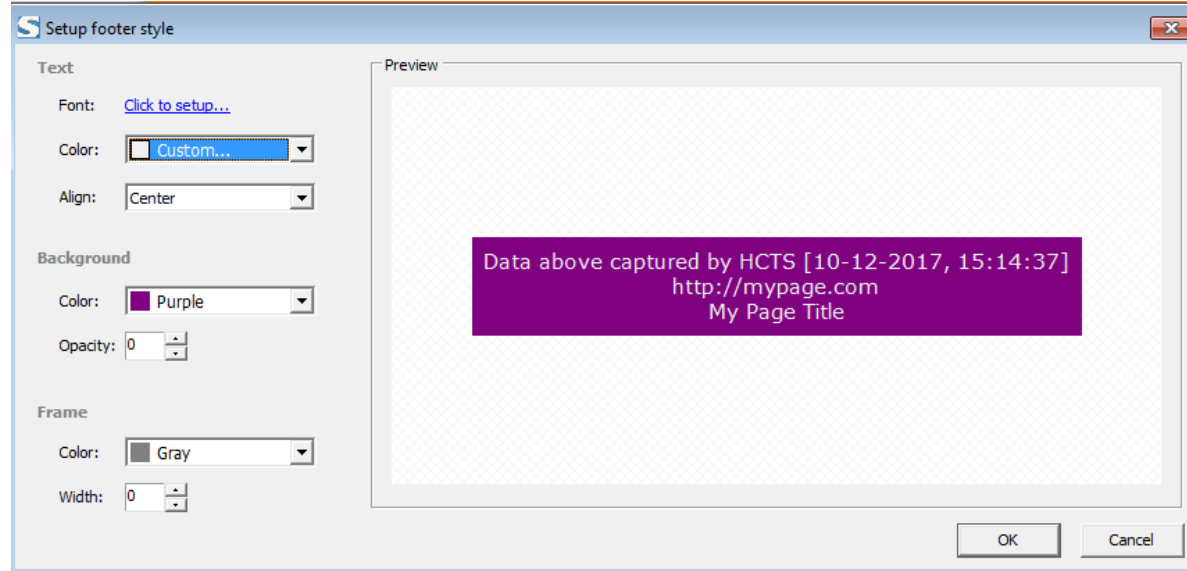 Setup footer style
Text
Font: Click to setup...
Color: Custom...
Align: Center
Background
Color: Purple
Opacity: 0
Frame
Color: Gray
Width: 0
Preview
Data above captured by HCTS [10-12-2017, 15:14:37]
http://mypage.com
My Page Title
OK Cancel